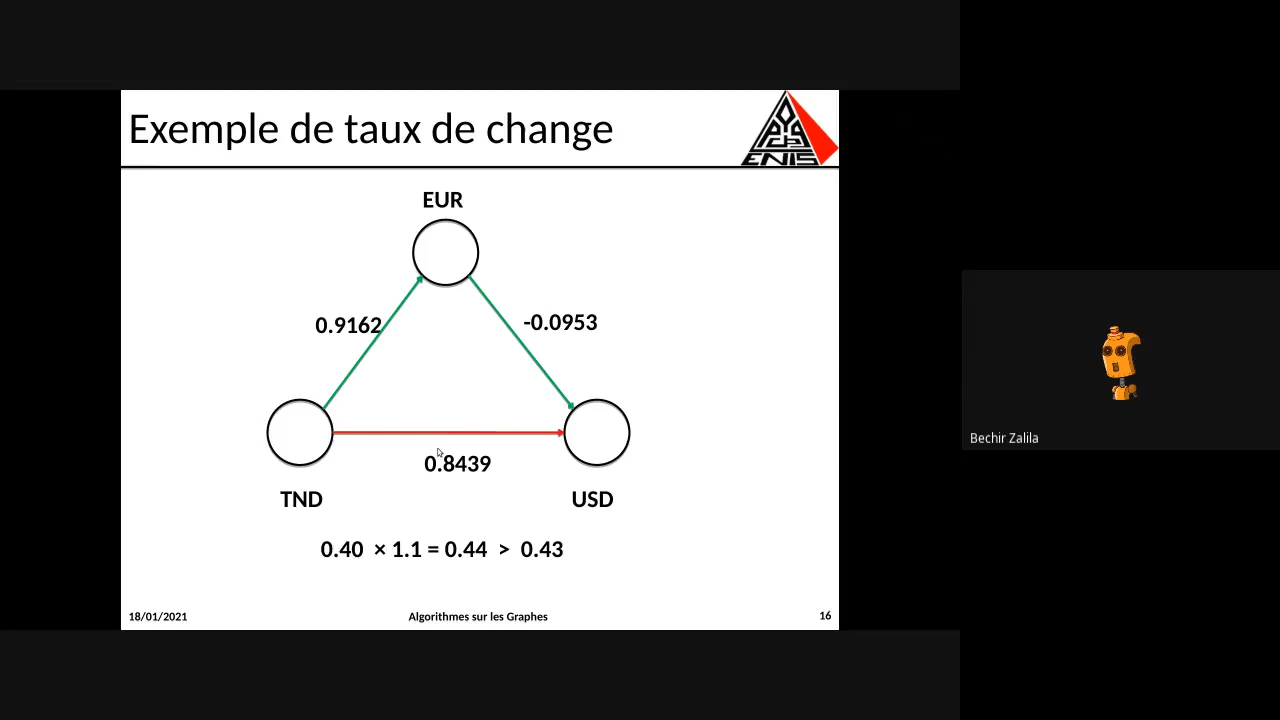 Exemple de taux de change
ENIS
EUR
0.9162
-0.0953
0.8439
TND
USD
0.40 × 1.1 = 0.44 > 0.43
18/01/2021
Algorithmes sur les Graphes
16
Bechir Zalila